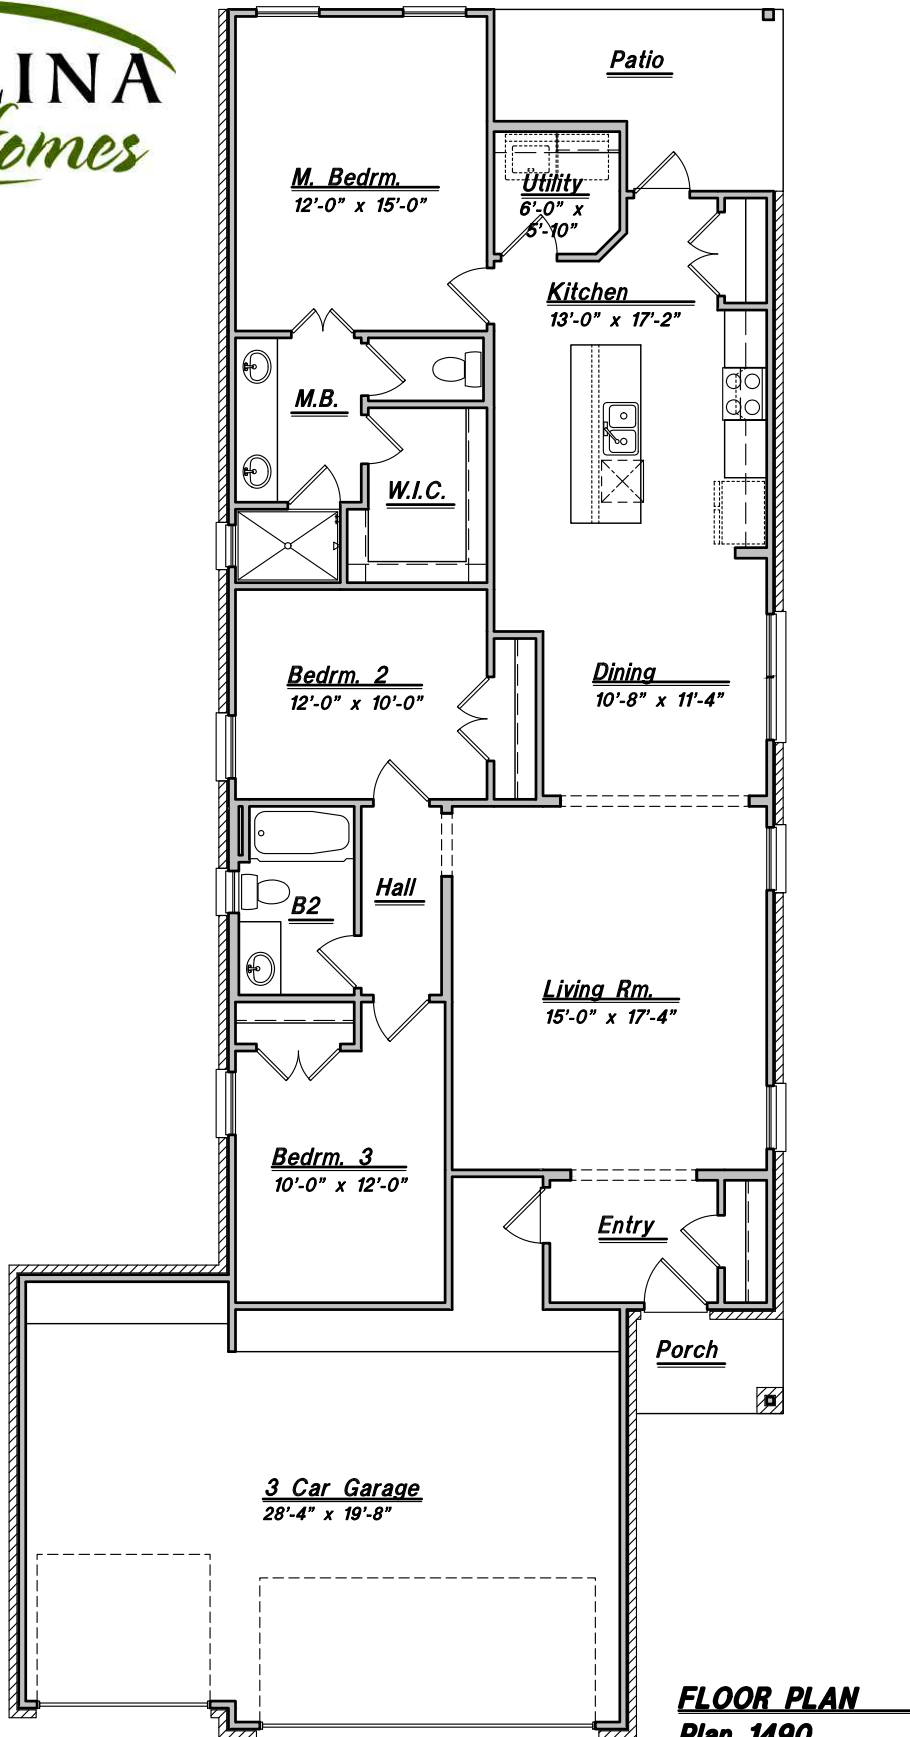 INA
Homes
Patio
M. Bedrm.
12'-0" x 15'-0"
Utility
6'-0" x
5'-10"
Kitchen
13'-0" x 17'-2"
M.B.
W.I.C.
Bedrm. 2
12'-0" x 10'-0"
Dining
10'-8" x 11'-4"
Hall
B2
Living Rm.
15'-0" x 17'-4"
Bedrm. 3
10'-0" x 12'-0"
Entry
Porch
3 Car Garage
28'-4" x 19'-8"
FLOOR PLAN
Plan 1490